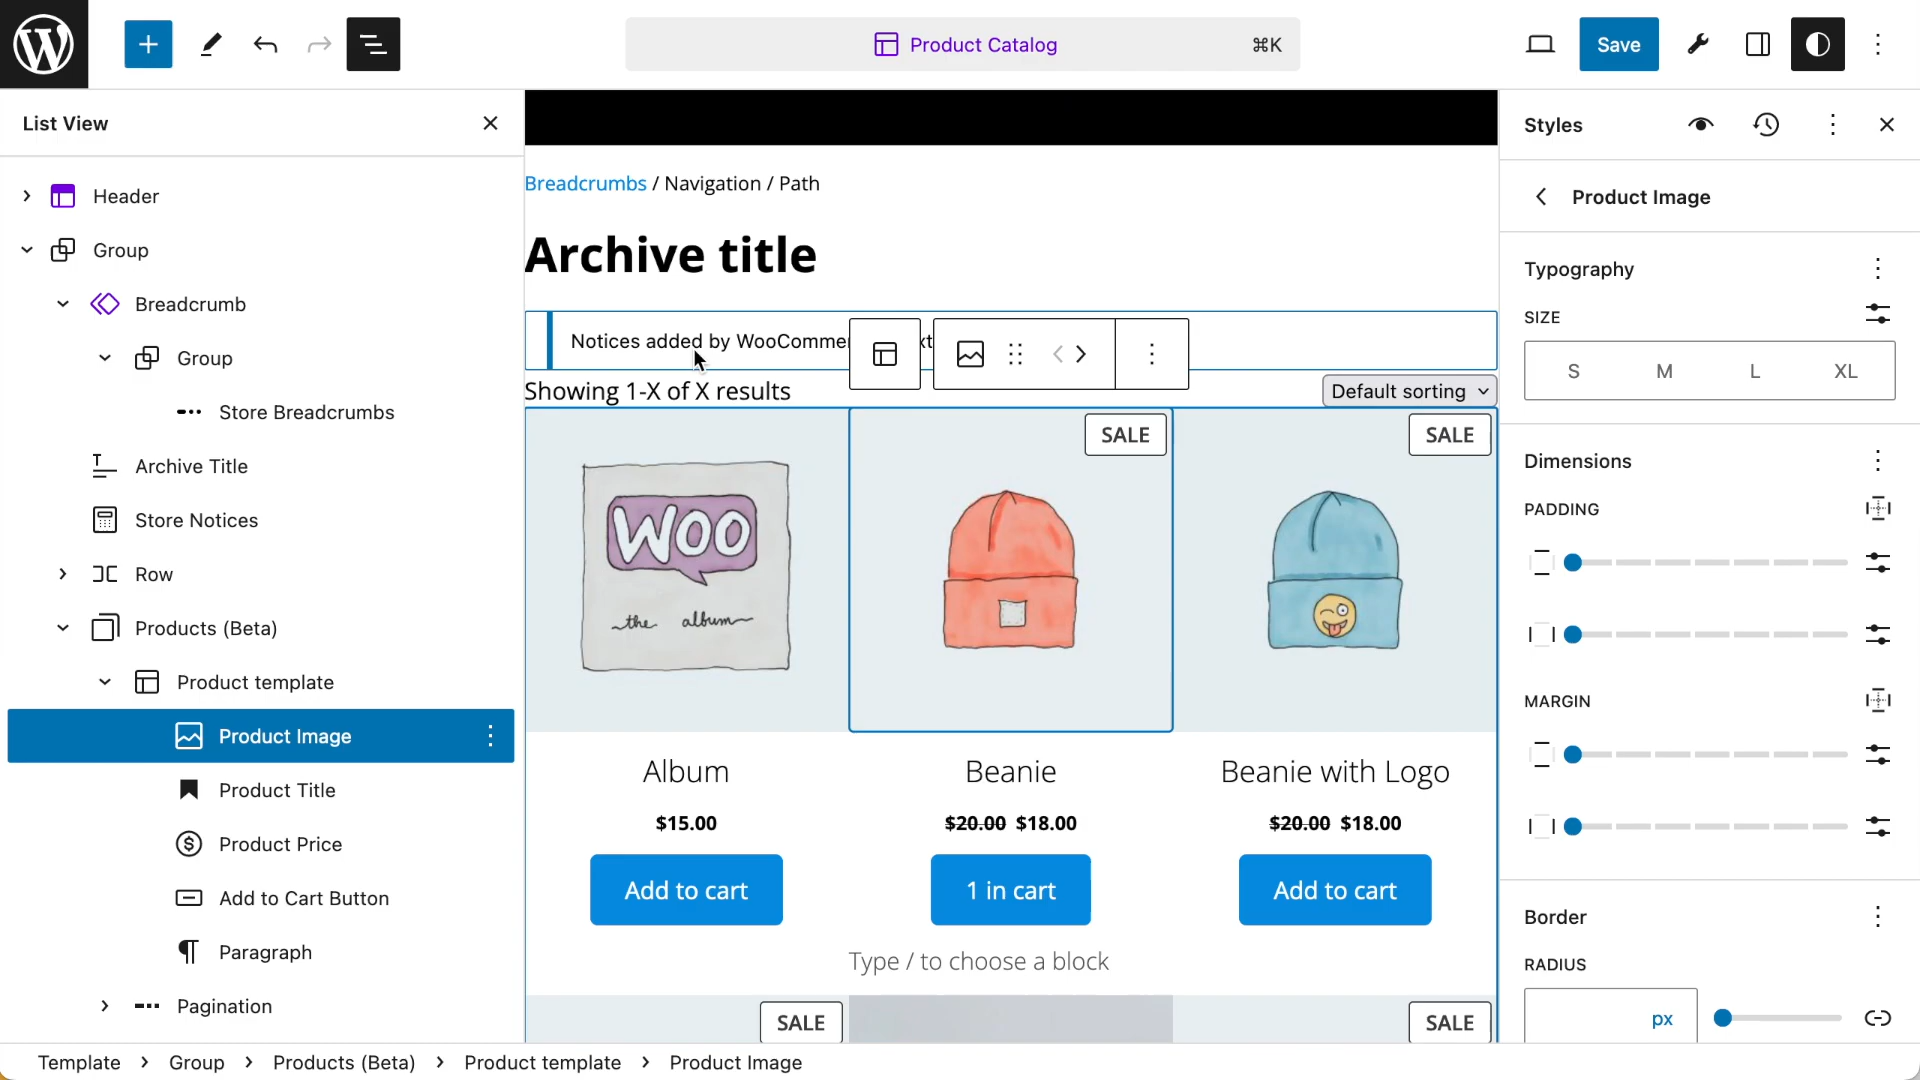 Product Catalog
⌘K
Save
List View
Header
Group
Breadcrumb
Group
Store Breadcrumbs
Archive Title
Store Notices
Row
Products (Beta)
Product template
Product Image
Product Title
Product Price
Add to Cart Button
Paragraph
Pagination
Breadcrumbs / Navigation / Path
Archive title
Notices added by WooCommer
xt
Showing 1-X of X results
Default sorting
SALE
SALE
WOO
the album
Album
Beanie
Beanie with Logo
$15.00
$20.00 $18.00
$20.00 $18.00
Add to cart
1 in cart
Add to cart
Type / to choose a block
SALE
SALE
Styles
Product Image
Typography
SIZE
S M L XL
Dimensions
PADDING
MARGIN
Border
RADIUS
px
Template > Group > Products (Beta) > Product template > Product Image